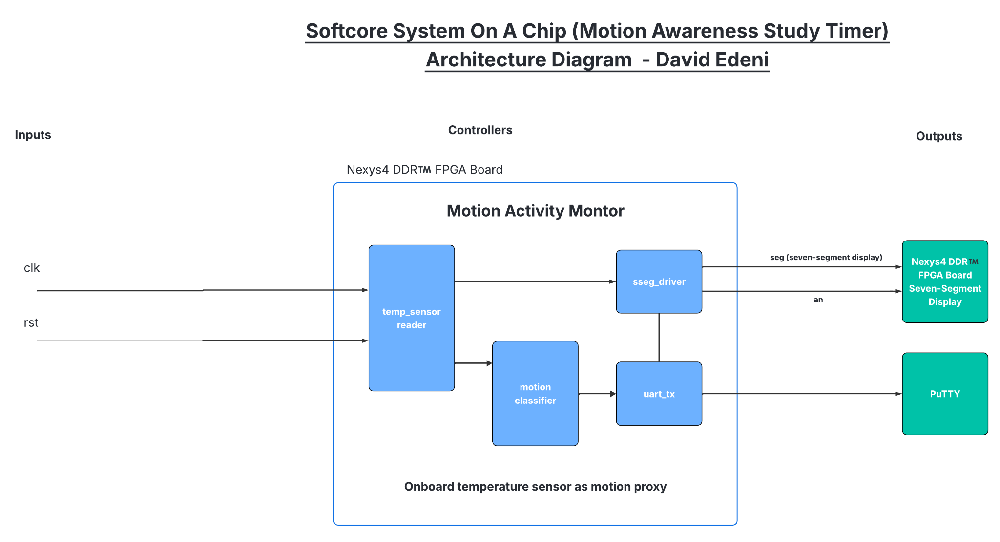 Softcore System On A Chip (Motion Awareness Study Timer)
Architecture Diagram - David Edeni
Inputs
Controllers
Outputs
Nexys4 DDR™ FPGA Board
Motion Activity Montor
clk
rst
temp_sensor
reader
motion
classifier
sseg_driver
uart_tx
seg (seven-segment display)
an
Nexys4 DDR™
FPGA Board
Seven-Segment
Display
PuTTY
Onboard temperature sensor as motion proxy